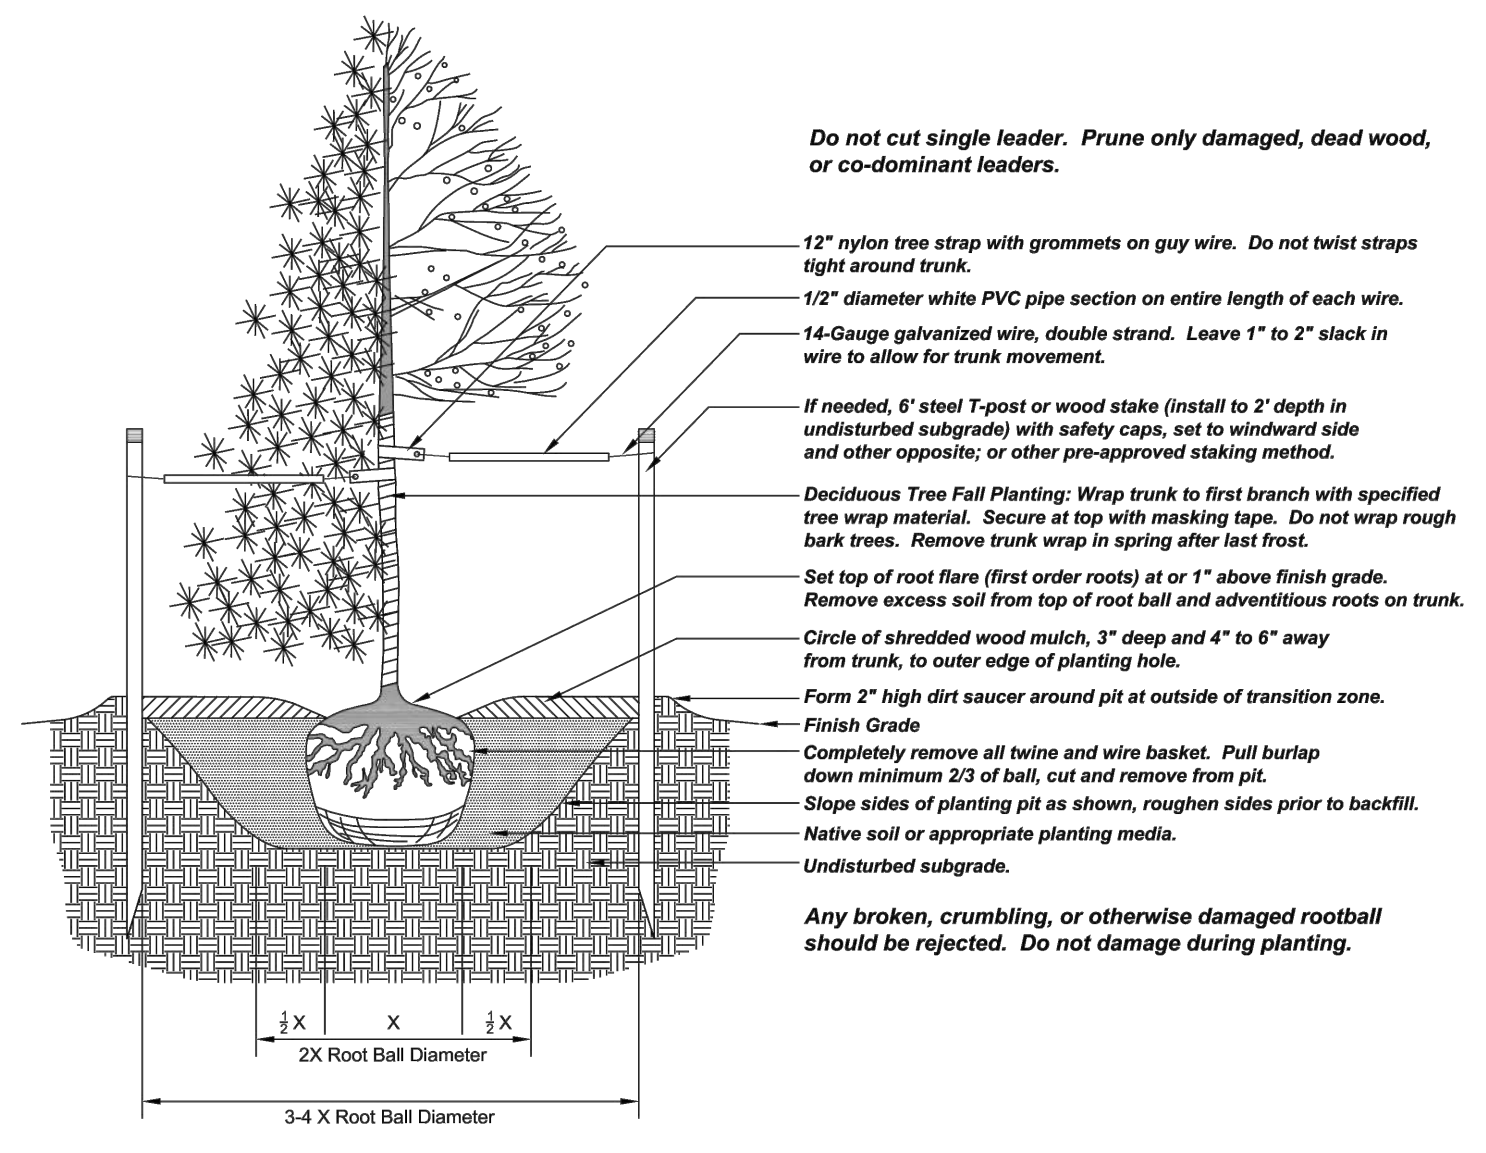 Do not cut single leader.  Prune only damaged, dead wood,
or co-dominant leaders.
12" nylon tree strap with grommets on guy wire.  Do not twist straps
tight around trunk.
1/2" diameter white PVC pipe section on entire length of each wire.
14-Gauge galvanized wire, double strand.  Leave 1" to 2" slack in
wire to allow for trunk movement.
If needed, 6' steel T-post or wood stake (install to 2' depth in
undisturbed subgrade) with safety caps, set to windward side
and other opposite; or other pre-approved staking method.
Deciduous Tree Fall Planting: Wrap trunk to first branch with specified
tree wrap material.  Secure at top with masking tape.  Do not wrap rough
bark trees.  Remove trunk wrap in spring after last frost.
Set top of root flare (first order roots) at or 1" above finish grade.
Remove excess soil from top of root ball and adventitious roots on trunk.
Circle of shredded wood mulch, 3" deep and 4" to 6" away
from trunk, to outer edge of planting hole.
Form 2" high dirt saucer around pit at outside of transition zone.
Finish Grade
Completely remove all twine and wire basket.  Pull burlap
down minimum 2/3 of ball, cut and remove from pit.
Slope sides of planting pit as shown, roughen sides prior to backfill.
Native soil or appropriate planting media.
Undisturbed subgrade.
Any broken, crumbling, or otherwise damaged rootball
should be rejected.  Do not damage during planting.
1/2 X
X
1/2 X
2X Root Ball Diameter
3-4 X Root Ball Diameter